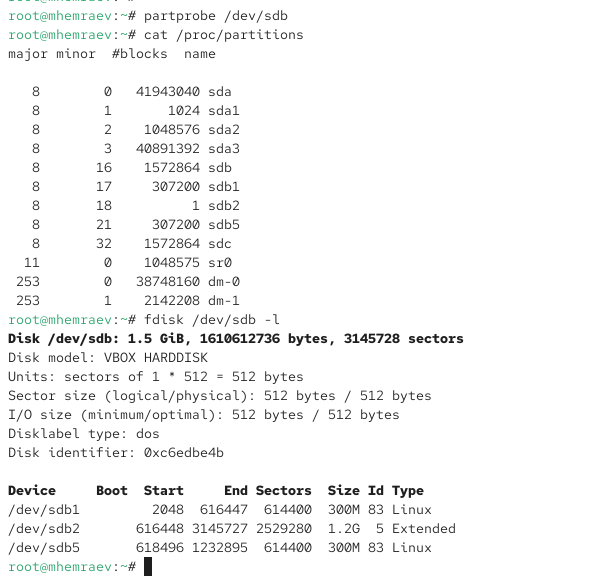 root@mhemraev:~# partprobe /dev/sdb
root@mhemraev:~# cat /proc/partitions
major minor  #blocks  name
   8        0   41943040 sda
   8        1       1024 sda1
   8        2    1048576 sda2
   8        3   40891392 sda3
   8       16    1572864 sdb
   8       17     307200 sdb1
   8       18          1 sdb2
   8       21     307200 sdb5
   8       32    1572864 sdc
  11        0    1048575 sr0
 253        0   38748160 dm-0
 253        1    2142208 dm-1
root@mhemraev:~# fdisk /dev/sdb -l
Disk /dev/sdb: 1.5 GiB, 1610612736 bytes, 3145728 sectors
Disk model: VBOX HARDDISK
Units: sectors of 1 * 512 = 512 bytes
Sector size (logical/physical): 512 bytes / 512 bytes
I/O size (minimum/optimal): 512 bytes / 512 bytes
Disklabel type: dos
Disk identifier: 0xc6edbe4b
Device     Boot  Start     End Sectors  Size Id Type
/dev/sdb1         2048  616447  614400  300M 83 Linux
/dev/sdb2       616448 3145727 2529280  1.2G  5 Extended
/dev/sdb5       618496 1232895  614400  300M 83 Linux
root@mhemraev:~#